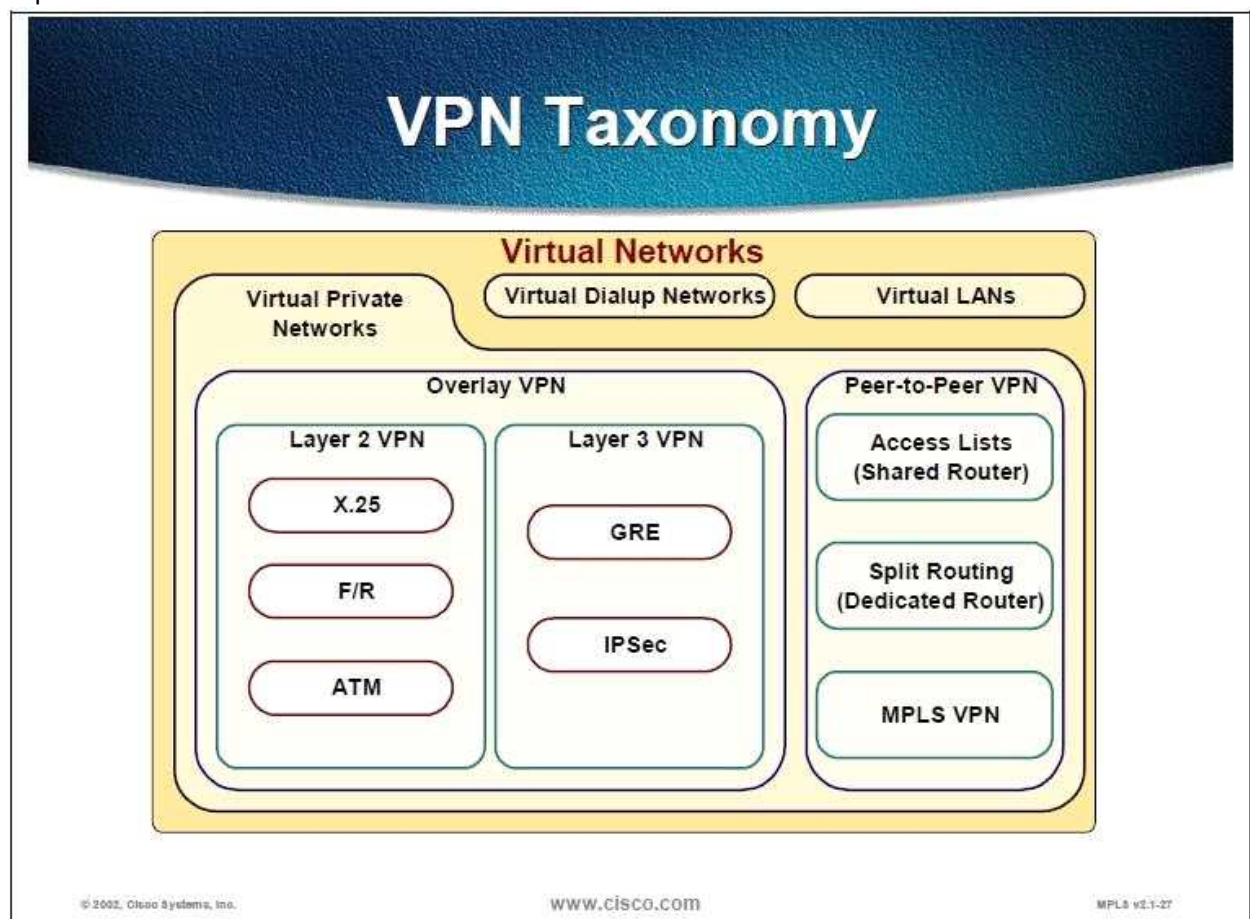 VPN Taxonomy
Virtual Networks
Virtual Private
Networks
Virtual Dialup Networks
Virtual LANs
Overlay VPN
Layer 2 VPN
X.25
F/R
ATM
Layer 3 VPN
GRE
IPSec
Peer-to-Peer VPN
Access Lists
(Shared Router)
Split Routing
(Dedicated Router)
MPLS VPN
© 2002, Cisco Systems, Inc.
www.cisco.com
MPLS v2.1-27